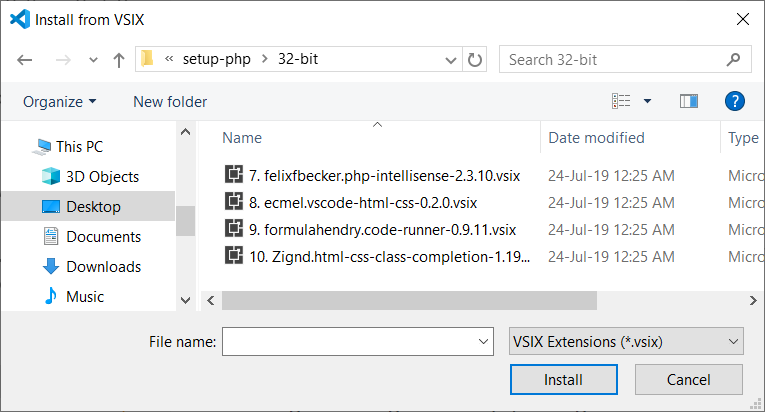 Install from VSIX
« setup-php > 32-bit
Search 32-bit
Organize
New folder
?
This PC
3D Objects
Desktop
Documents
Downloads
Music
Name Date modified Type
7. felixfbecker.php-intellisense-2.3.10.vsix 24-Jul-19 12:25 AM Micro
8. ecmel.vscode-html-css-0.2.0.vsix 24-Jul-19 12:25 AM Micro
9. formulahendry.code-runner-0.9.11.vsix 24-Jul-19 12:25 AM Micro
10. Zignd.html-css-class-completion-1.19... 24-Jul-19 12:25 AM Micro
File name:
VSIX Extensions (*.vsix)
Install
Cancel